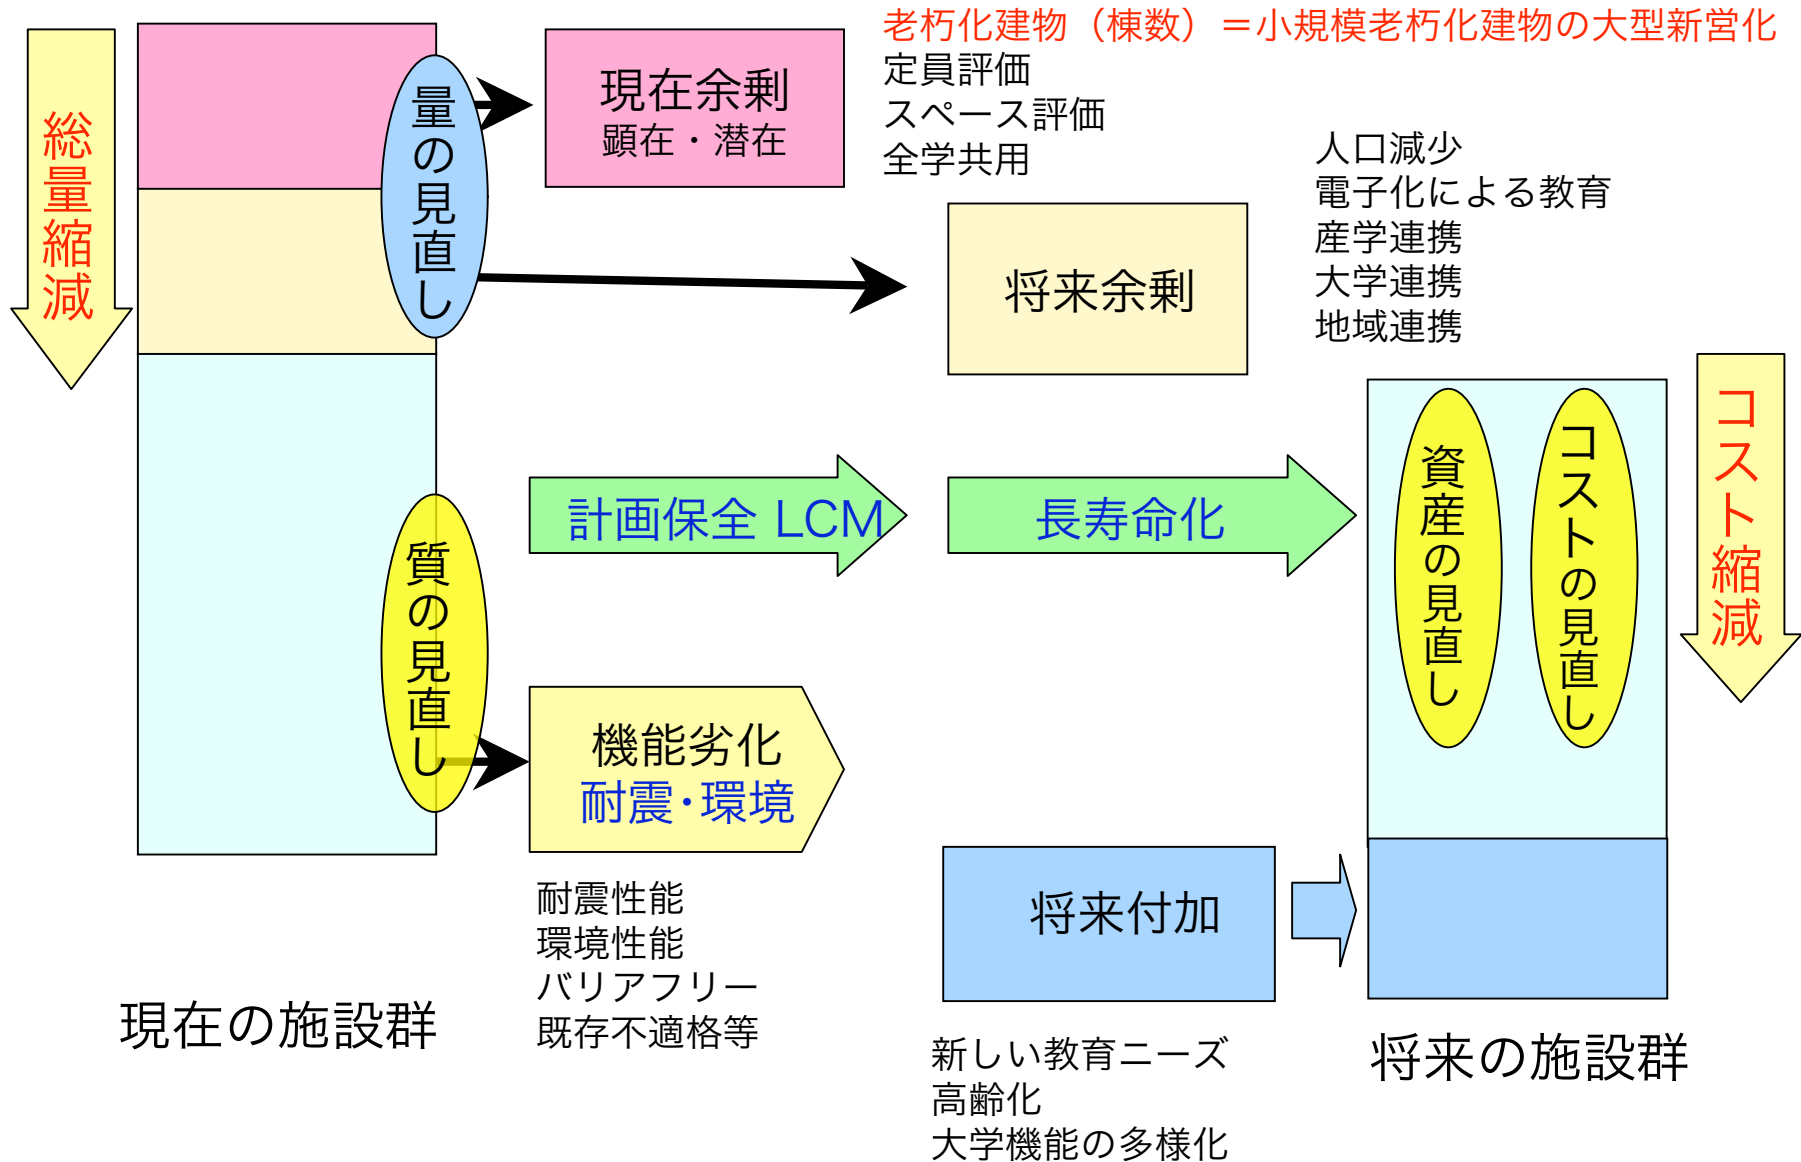 老朽化建物（棟数）＝小規模老朽化建物の大型新営化
定員評価
スペース評価
全学共用
総量縮減
量の見直し
現在余剰
顕在・潜在
人口減少
電子化による教育
産学連携
大学連携
地域連携
将来余剰
コスト縮減
資産の見直し
コストの見直し
計画保全 LCM
長寿命化
質の見直し
機能劣化
耐震・環境
耐震性能
環境性能
バリアフリー
既存不適格等
将来付加
新しい教育ニーズ
高齢化
大学機能の多様化
現在の施設群
将来の施設群